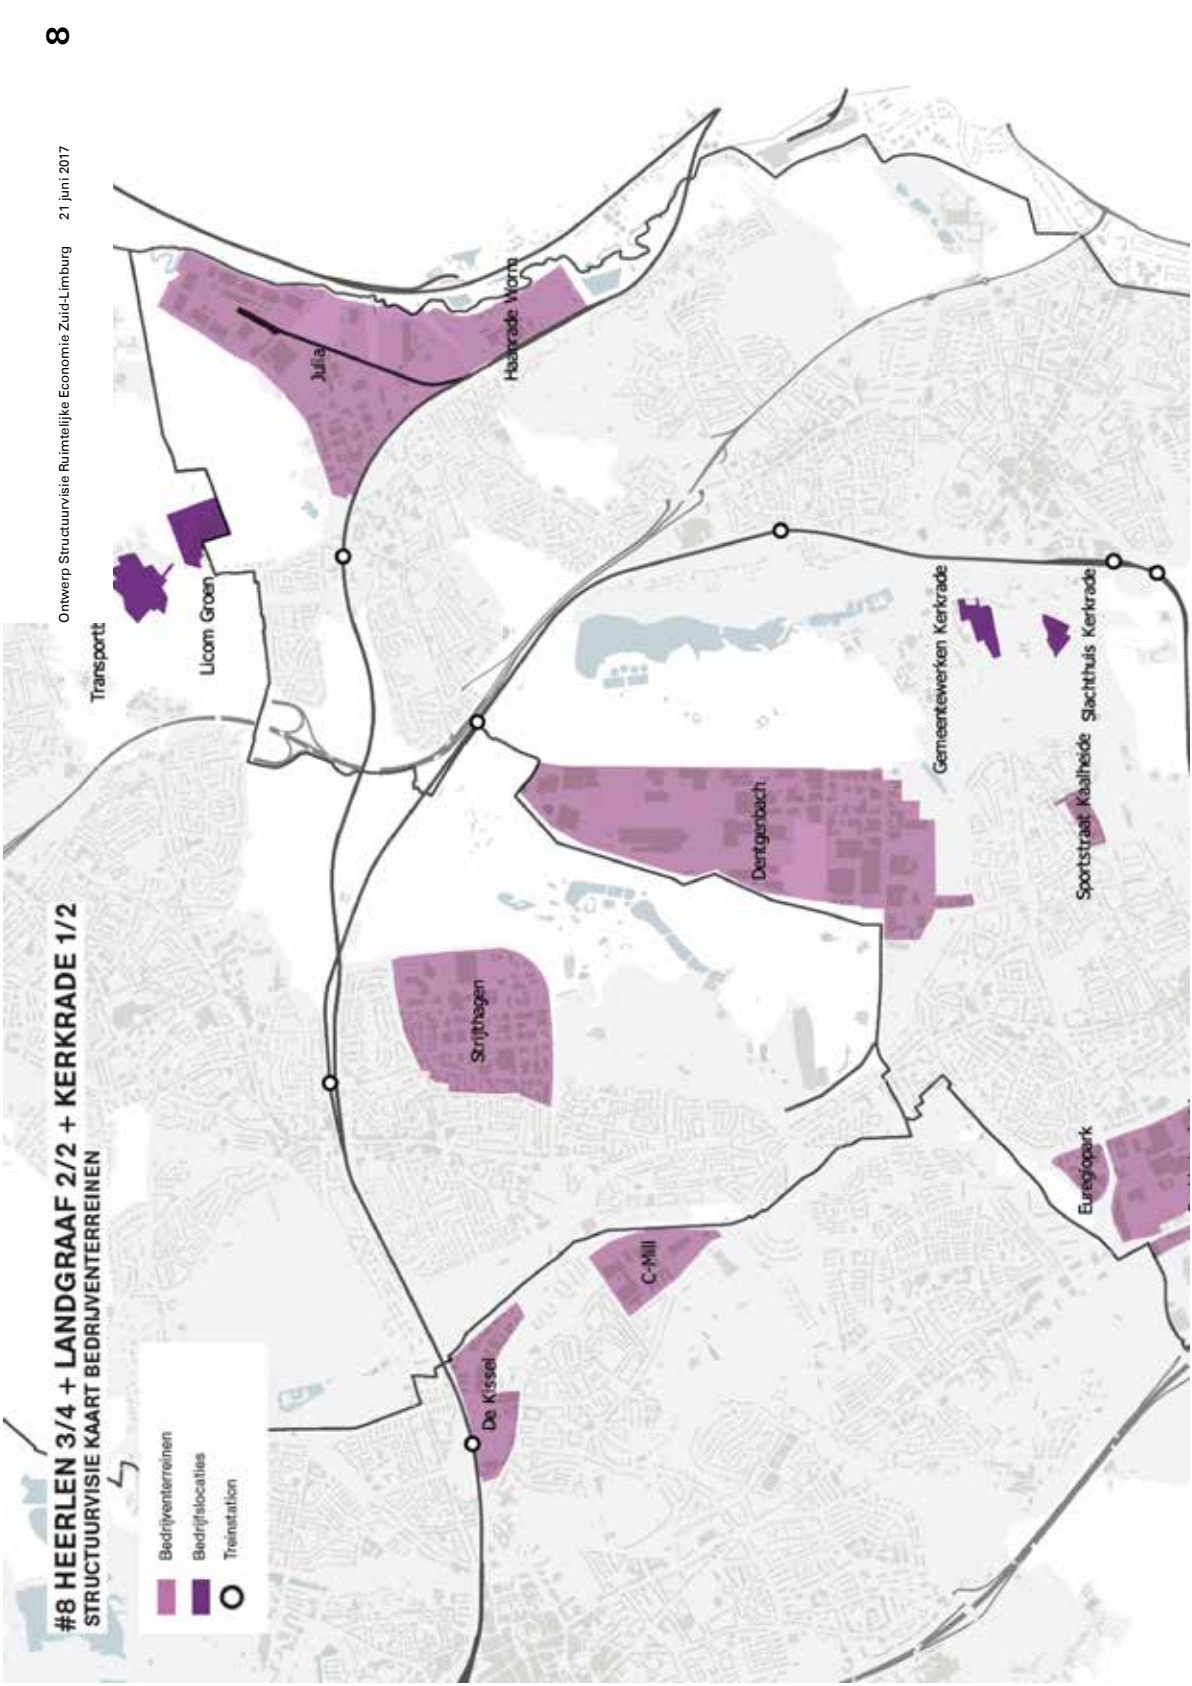 8
Ontwerp Structuurvisie Ruimtelijke Economie Zuid-Limburg 21 juni 2017
#8 HEERLEN 3/4 + LANDGRAAF 2/2 + KERKRADE 1/2
STRUCTUURVISIE KAART BEDRIJVENTERREINEN
Bedrijventerreinen
Bedrijfslocaties
Treinstation
Transportb
Licom Groen
Julia
Haanrade Worm
Strijthagen
De Kissel
C-Mill
Dentgenbach
Gemeentewerken Kerkrade
Sportstraat Kaalheide
Slachthuis Kerkrade
Euregiopark